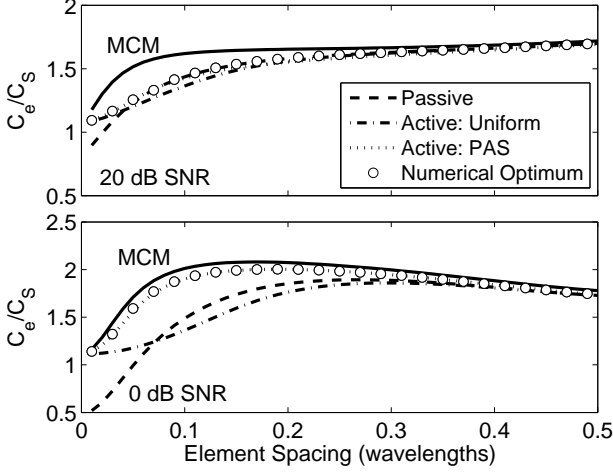 2
1.5
1
0.5
C_e/C_S
MCM
20 dB SNR
Passive
Active: Uniform
Active: PAS
Numerical Optimum
2.5
2
1.5
1
0.5
C_e/C_S
MCM
0 dB SNR
0
0.1
0.2
0.3
0.4
0.5
Element Spacing (wavelengths)